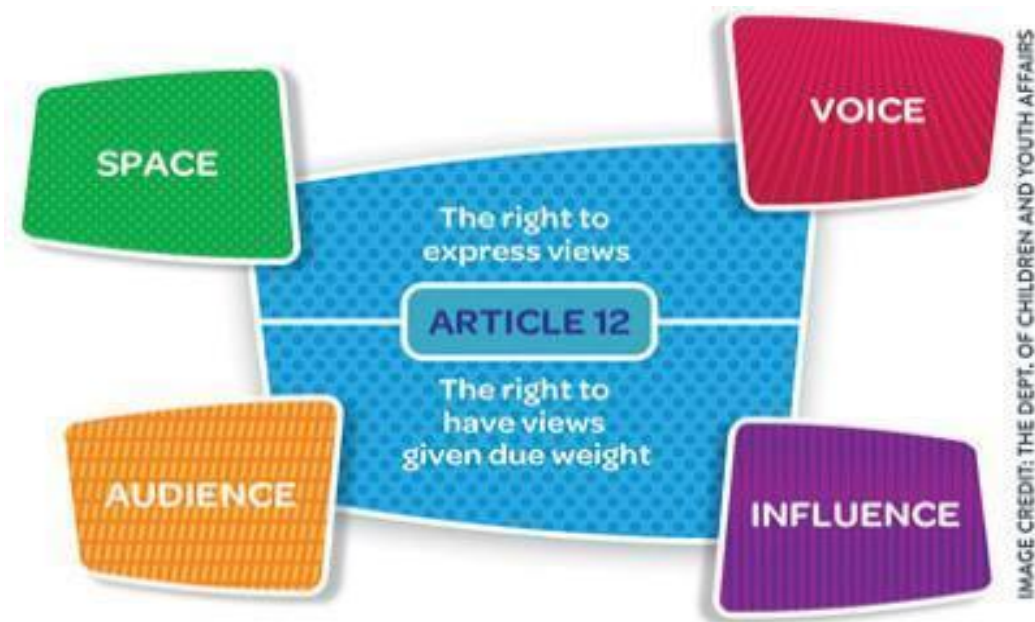 SPACE
VOICE
The right to
express views
ARTICLE 12
The right to
have views
given due weight
AUDIENCE
INFLUENCE
IMAGE CREDIT: THE DEPT. OF CHILDREN AND YOUTH AFFAIRS